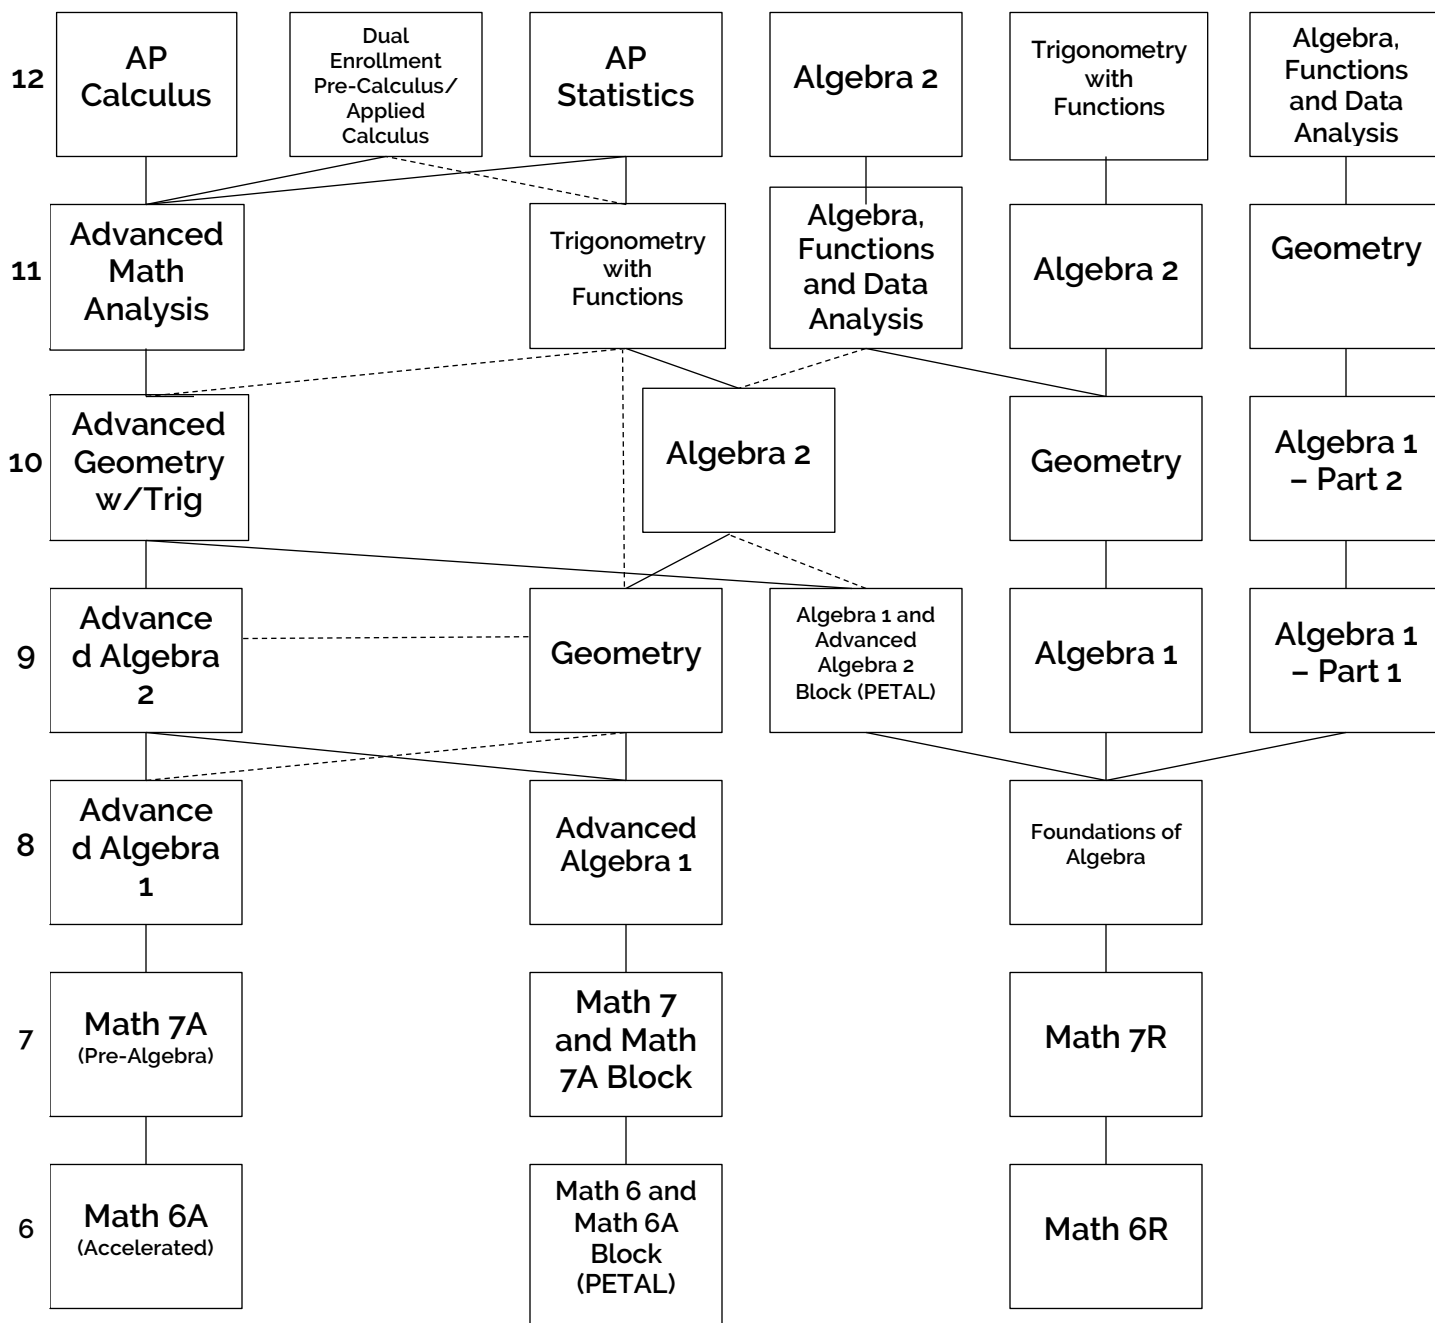 12
AP
Calculus
Dual
Enrollment
Pre-Calculus/
Applied
Calculus
AP
Statistics
Algebra 2
Trigonometry
with
Functions
Algebra,
Functions
and Data
Analysis
11
Advanced
Math
Analysis
Trigonometry
with
Functions
Algebra,
Functions
and Data
Analysis
Algebra 2
Geometry
10
Advanced
Geometry
w/Trig
Algebra 2
Geometry
Algebra 1
– Part 2
9
Advance
d Algebra
2
Geometry
Algebra 1 and
Advanced
Algebra 2
Block (PETAL)
Algebra 1
Algebra 1
– Part 1
8
Advance
d Algebra
1
Advanced
Algebra 1
Foundations of
Algebra
7
Math 7A
(Pre-Algebra)
Math 7
and Math
7A Block
Math 7R
6
Math 6A
(Accelerated)
Math 6 and
Math 6A
Block
(PETAL)
Math 6R